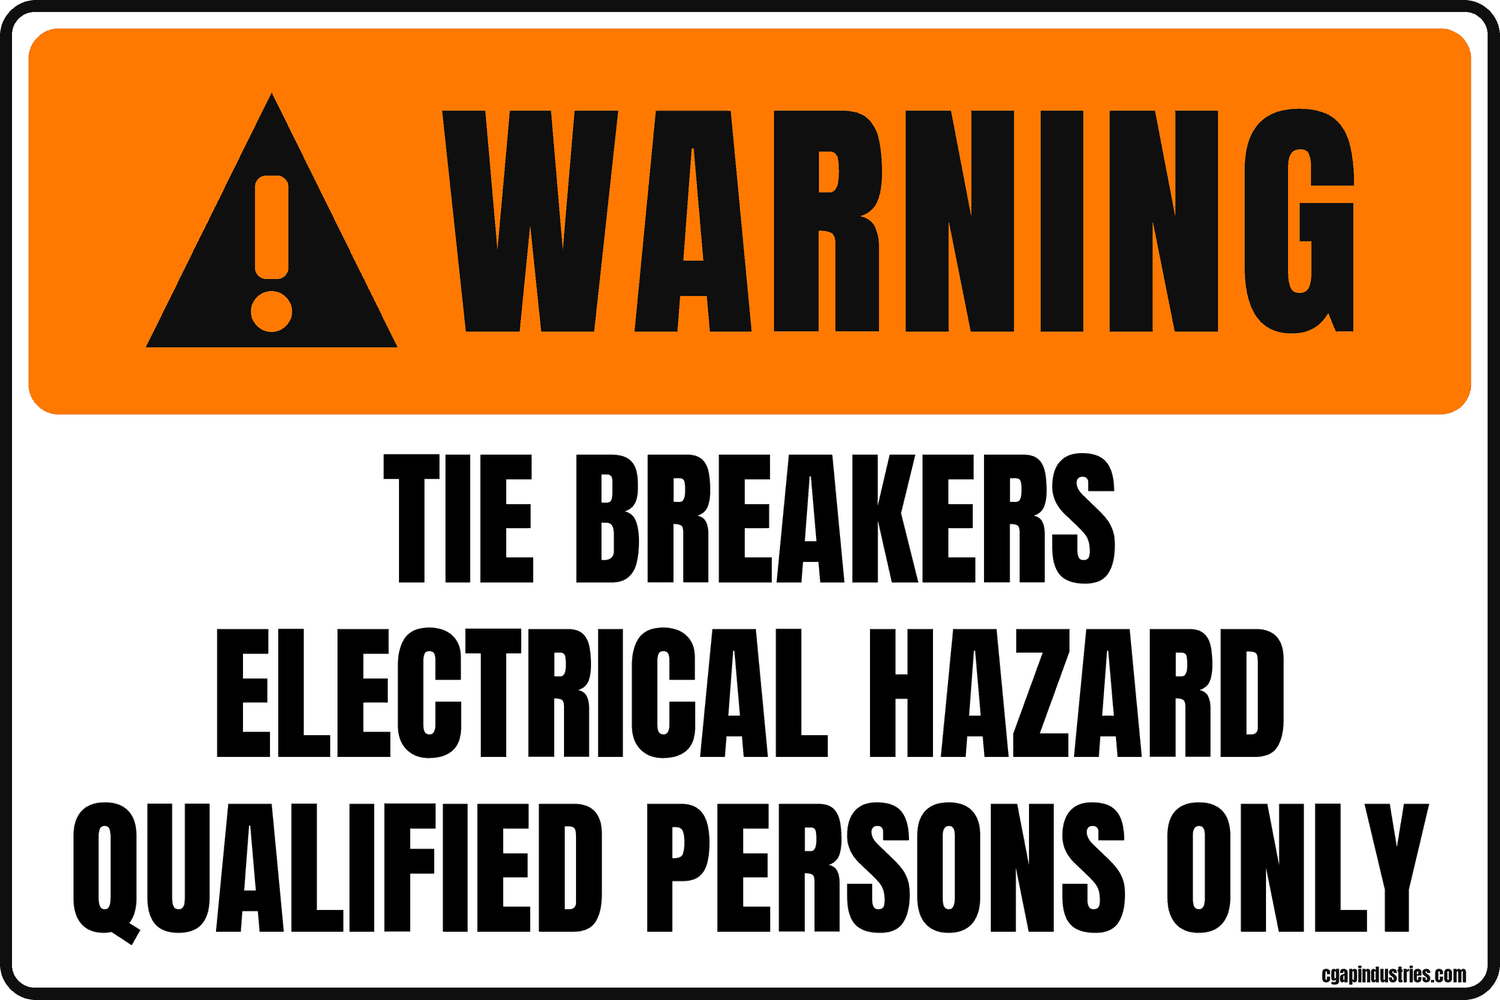 WARNING
TIE BREAKERS
ELECTRICAL HAZARD
QUALIFIED PERSONS ONLY
cgapindustries.com